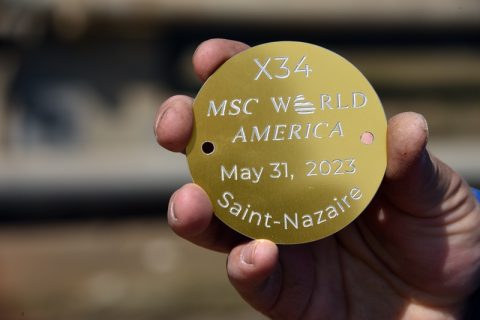 X34
MSC WORLD
AMERICA
May 31, 2023
Saint-Nazaire